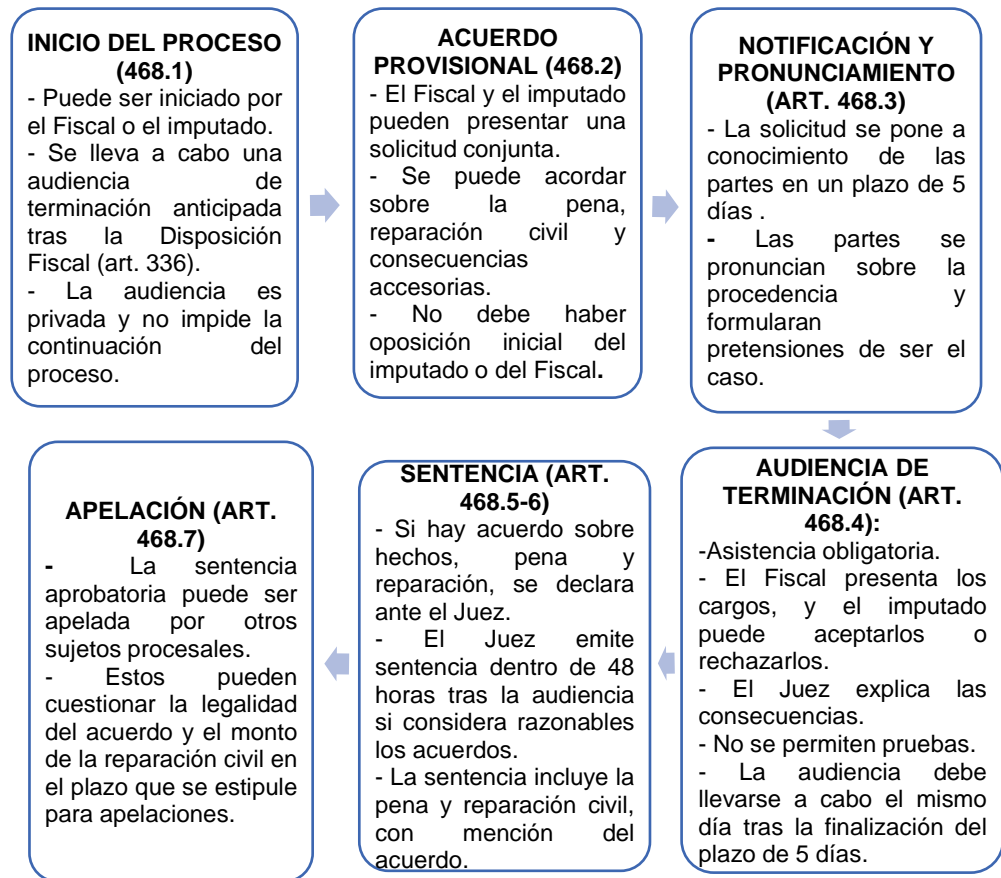 INICIO DEL PROCESO
(468.1)
- Puede ser iniciado por
el Fiscal o el imputado.
- Se lleva a cabo una
audiencia de
terminación anticipada
tras la Disposición
Fiscal (art. 336).
- La audiencia es
privada y no impide la
continuación del
proceso.
ACUERDO
PROVISIONAL (468.2)
- El Fiscal y el imputado
pueden presentar una
solicitud conjunta.
- Se puede acordar
sobre la pena,
reparación civil y
consecuencias
accesorias.
- No debe haber
oposición inicial del
imputado o del Fiscal.
NOTIFICACIÓN Y
PRONUNCIAMIENTO
(ART. 468.3)
- La solicitud se pone a
conocimiento de las
partes en un plazo de 5
días .
- Las partes se
pronuncian sobre la
procedencia y
formularan
pretensiones de ser el
caso.
AUDIENCIA DE
TERMINACIÓN (ART.
468.4):
-Asistencia obligatoria.
- El Fiscal presenta los
cargos, y el imputado
puede aceptarlos o
rechazarlos.
- El Juez explica las
consecuencias.
- No se permiten pruebas.
- La audiencia debe
llevarse a cabo el mismo
día tras la finalización del
plazo de 5 días.
SENTENCIA (ART.
468.5-6)
- Si hay acuerdo sobre
hechos, pena y
reparación, se declara
ante el Juez.
- El Juez emite
sentencia dentro de 48
horas tras la audiencia
si considera razonables
los acuerdos.
- La sentencia incluye la
pena y reparación civil,
con mención del
acuerdo.
APELACIÓN (ART.
468.7)
- La sentencia
aprobatoria puede ser
apelada por otros
sujetos procesales.
- Estos pueden
cuestionar la legalidad
del acuerdo y el monto
de la reparación civil en
el plazo que se estipule
para apelaciones.